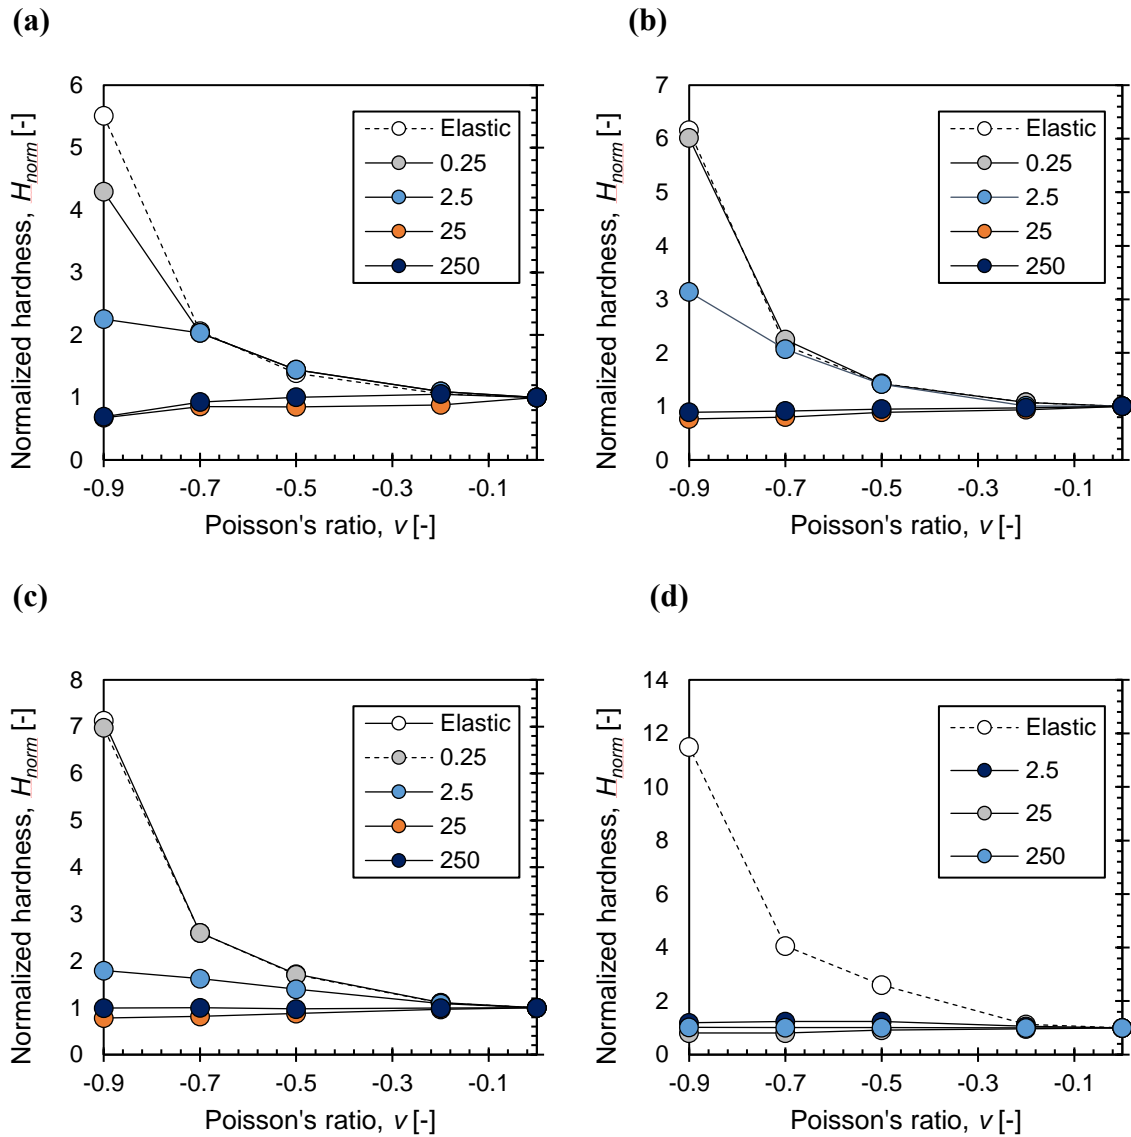 (a)
Normalized hardness, H_norm [-]
6
5
4
3
2
1
0
Elastic
0.25
2.5
25
250
-0.9 -0.7 -0.5 -0.3 -0.1
Poisson's ratio, v [-]
(b)
Normalized hardness, H_norm [-]
7
6
5
4
3
2
1
0
Elastic
0.25
2.5
25
250
-0.9 -0.7 -0.5 -0.3 -0.1
Poisson's ratio, v [-]
(c)
Normalized hardness, H_norm [-]
8
7
6
5
4
3
2
1
0
Elastic
0.25
2.5
25
250
-0.9 -0.7 -0.5 -0.3 -0.1
Poisson's ratio, v [-]
(d)
Normalized hardness, H_norm [-]
14
12
10
8
6
4
2
0
Elastic
2.5
25
250
-0.9 -0.7 -0.5 -0.3 -0.1
Poisson's ratio, v [-]